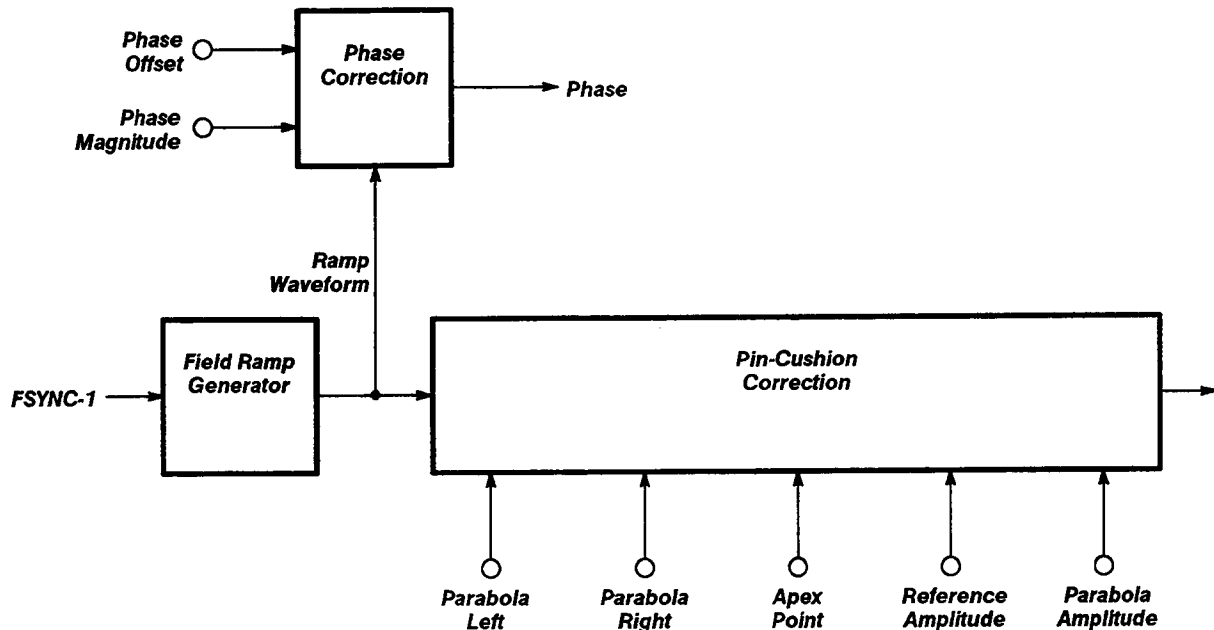 Phase
Offset
Phase
Correction
Phase
Phase
Magnitude
Ramp
Waveform
Field Ramp
Generator
Pin-Cushion
Correction
FSYNC-1
Parabola
Left
Parabola
Right
Apex
Point
Reference
Amplitude
Parabola
Amplitude